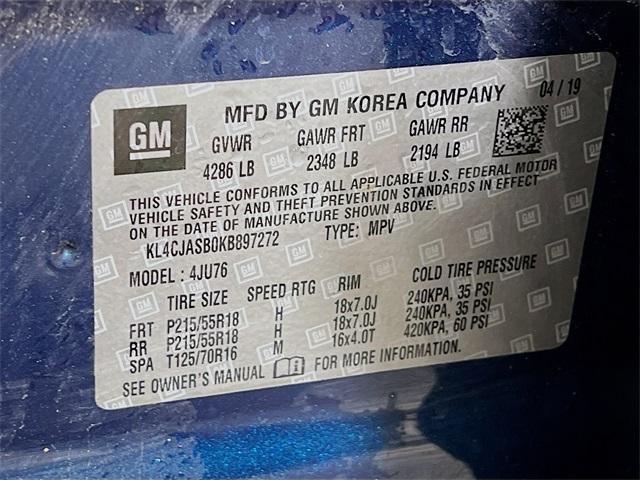 GM
MFD BY GM KOREA COMPANY 04 / 19
GVWR GAWR FRT GAWR RR
4286 LB 2348 LB 2194 LB
THIS VEHICLE CONFORMS TO ALL APPLICABLE U.S. FEDERAL MOTOR
VEHICLE SAFETY AND THEFT PREVENTION STANDARDS IN EFFECT
ON THE DATE OF MANUFACTURE SHOWN ABOVE.
KL4CJASB0KB897272 TYPE: MPV
MODEL : 4JU76
TIRE SIZE SPEED RTG RIM COLD TIRE PRESSURE
FRT P215/55R18 H 18x7.0J 240KPA, 35 PSI
RR P215/55R18 H 18x7.0J 240KPA, 35 PSI
SPA T125/70R16 M 16x4.0T 420KPA, 60 PSI
SEE OWNER'S MANUAL FOR MORE INFORMATION.